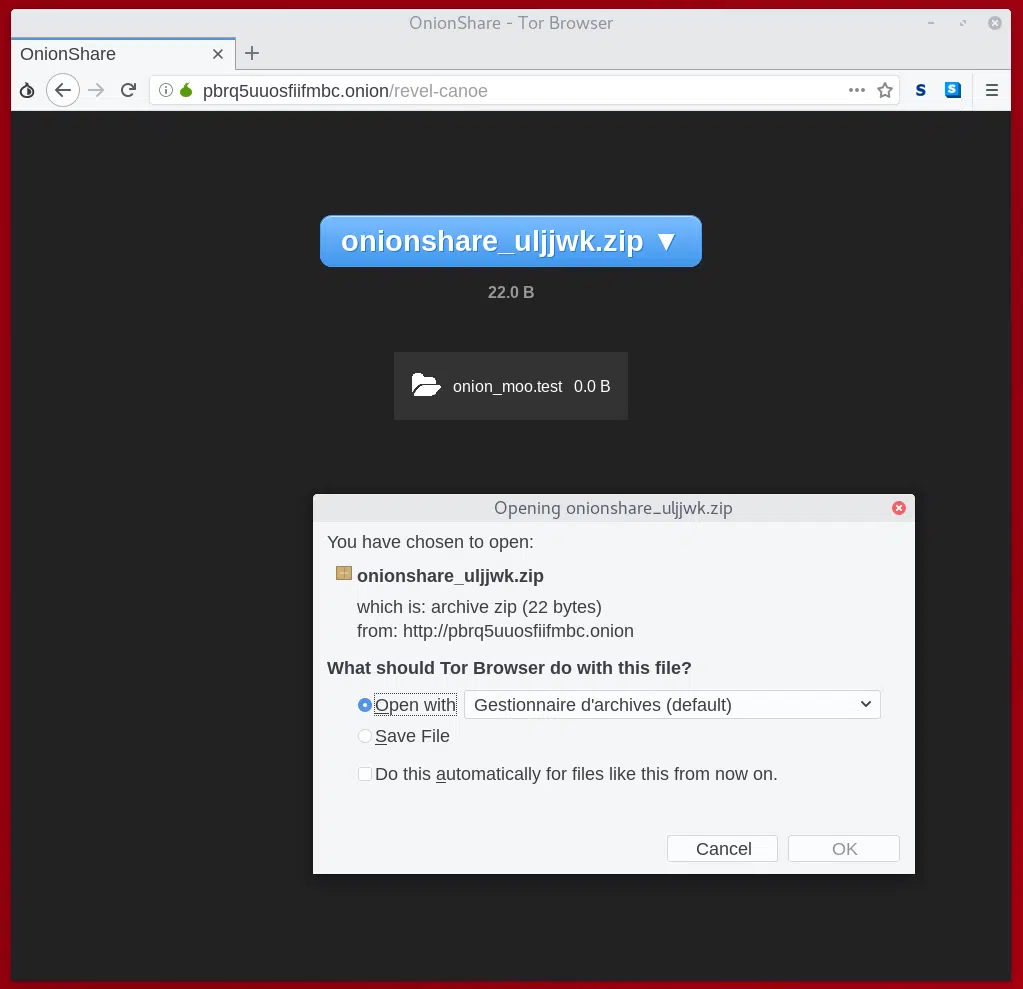 OnionShare - Tor Browser
OnionShare
pbrq5uuosfiifmbc.onion/revel-canoe
onionshare_uljjwk.zip ▼
22.0 B
onion_moo.test 0.0 B
Opening onionshare_uljjwk.zip
You have chosen to open:
onionshare_uljjwk.zip
which is: archive zip (22 bytes)
from: http://pbrq5uuosfiifmbc.onion
What should Tor Browser do with this file?
Open with Gestionnaire d'archives (default)
Save File
Do this automatically for files like this from now on.
Cancel OK